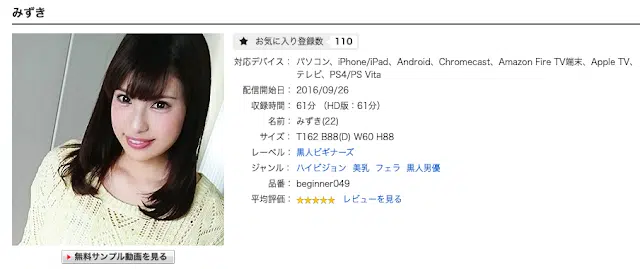 みずき
★ お気に入り登録数 110
対応デバイス： パソコン、iPhone/iPad、Android、Chromecast、Amazon Fire TV端末、Apple TV、
テレビ、PS4/PS Vita
配信開始日： 2016/09/26
収録時間： 61分 （HD版：61分）
名前： みずき(22)
サイズ： T162 B88(D) W60 H88
レーベル： 黒人ビギナーズ
ジャンル： ハイビジョン 美乳 フェラ 黒人男優
品番： beginner049
平均評価： ★★★★★ レビューを見る
無料サンプル動画を見る